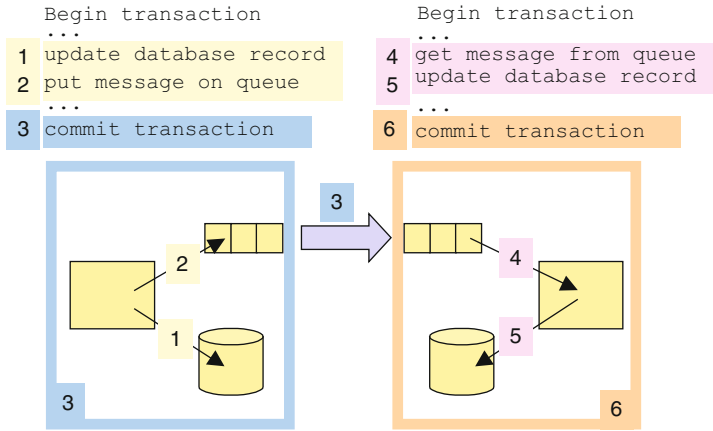 Begin transaction
...
1 update database record
2 put message on queue
...
3 commit transaction
Begin transaction
...
4 get message from queue
5 update database record
...
6 commit transaction
3
2
1
3
4
5
6